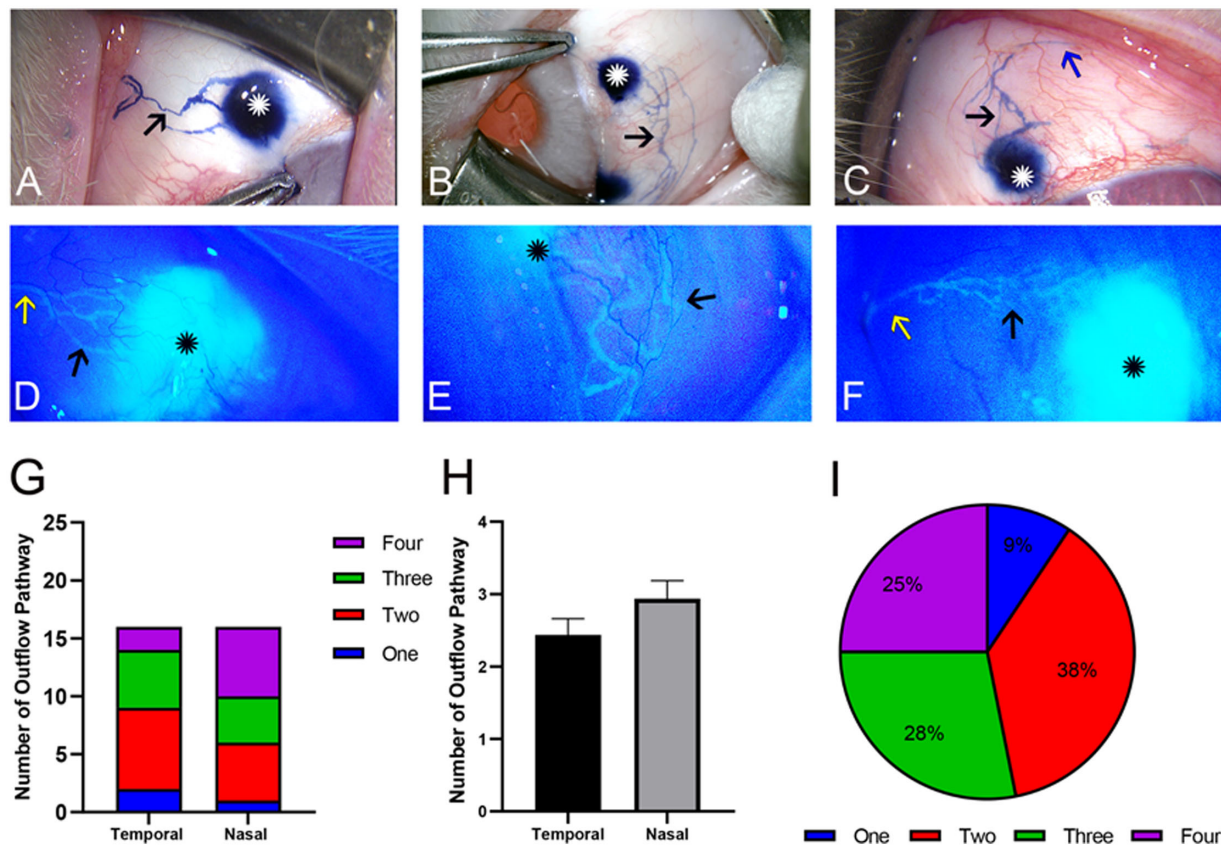 A
B
C
D
E
F
G
Number of Outflow Pathway
25
20
15
10
5
0
Temporal
Nasal
Four
Three
Two
One
H
Number of Outflow Pathway
4
3
2
1
0
Temporal
Nasal
I
9%
38%
28%
25%
One Two Three Four